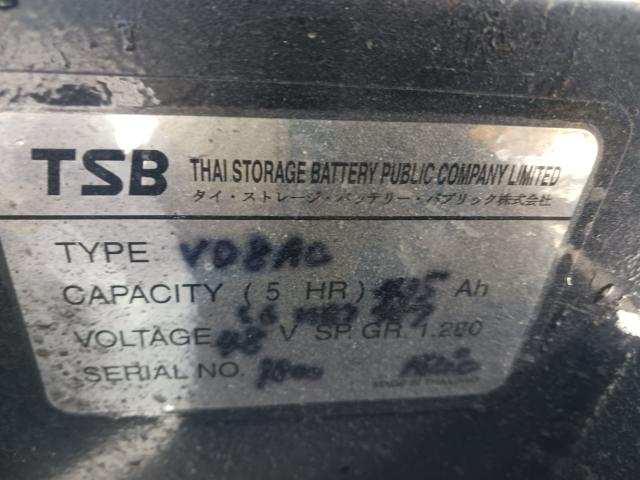 TSB THAI STORAGE BATTERY PUBLIC COMPANY LIMITED
タイ・ストレージ・バッテリー・パブリック株式会社
TYPE VD8AC
CAPACITY ( 5 HR ) Ah
VOLTAGE 48 V SP. GR. 1.280
SERIAL NO.
MADE IN THAILAND